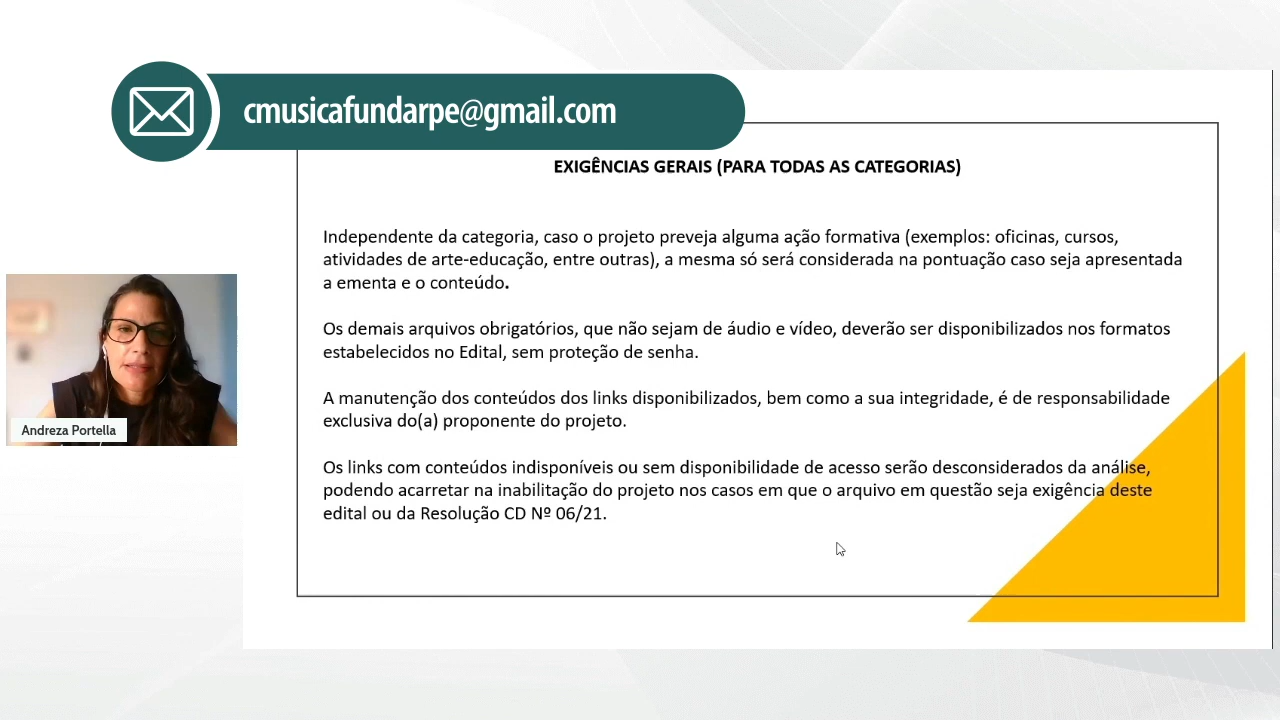 cmusicafundarpe@gmail.com
EXIGÊNCIAS GERAIS (PARA TODAS AS CATEGORIAS)
Independente da categoria, caso o projeto preveja alguma ação formativa (exemplos: oficinas, cursos,
atividades de arte-educação, entre outras), a mesma só será considerada na pontuação caso seja apresentada
a ementa e o conteúdo.
Os demais arquivos obrigatórios, que não sejam de áudio e vídeo, deverão ser disponibilizados nos formatos
estabelecidos no Edital, sem proteção de senha.
A manutenção dos conteúdos dos links disponibilizados, bem como a sua integridade, é de responsabilidade
exclusiva do(a) proponente do projeto.
Os links com conteúdos indisponíveis ou sem disponibilidade de acesso serão desconsiderados da análise,
podendo acarretar na inabilitação do projeto nos casos em que o arquivo em questão seja exigência deste
edital ou da Resolução CD Nº 06/21.
Andreza Portella